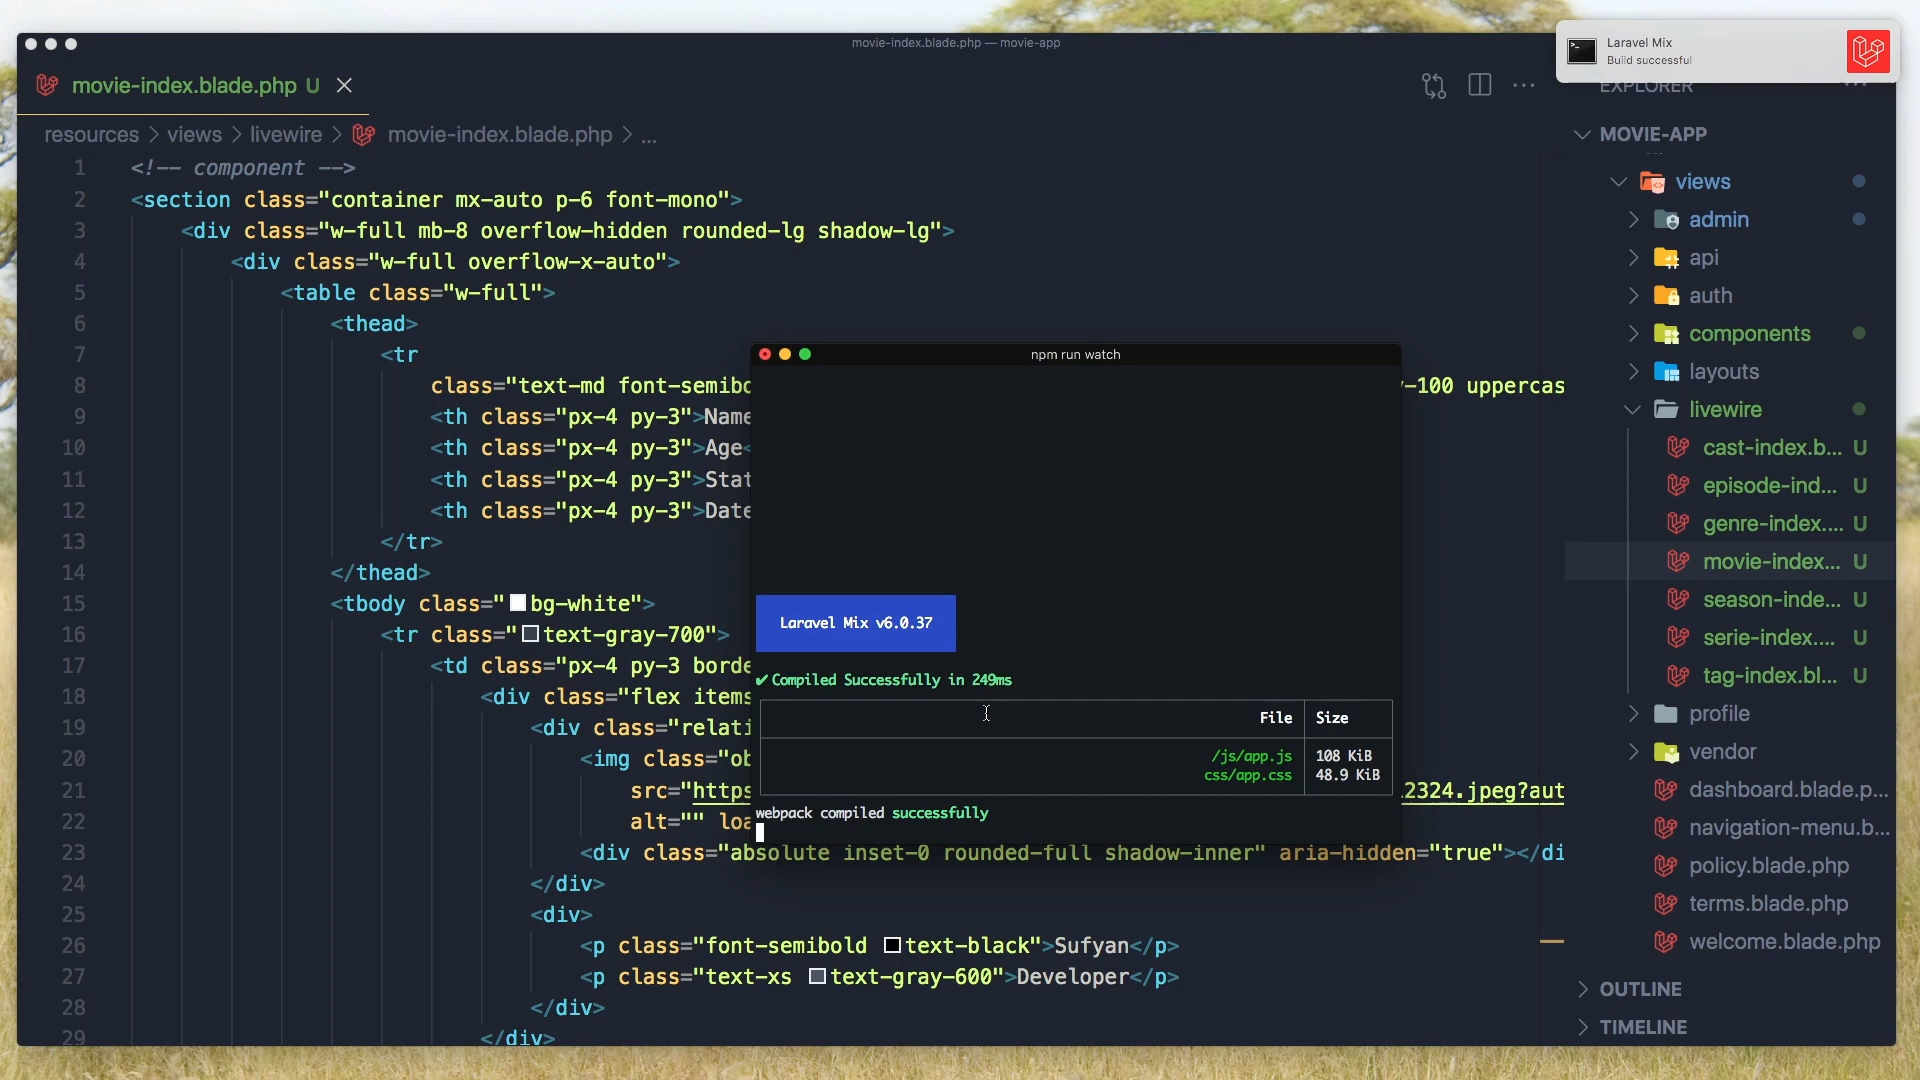 movie-index.blade.php — movie-app
Laravel Mix
Build successful
movie-index.blade.php U
EXPLORER
resources > views > livewire > movie-index.blade.php > ...
1 <!-- component -->
2 <section class="container mx-auto p-6 font-mono">
3 <div class="w-full mb-8 overflow-hidden rounded-lg shadow-lg">
4 <div class="w-full overflow-x-auto">
5 <table class="w-full">
6 <thead>
7 <tr
8 class="text-md font-semibo
-100 uppercas
9 <th class="px-4 py-3">Name
10 <th class="px-4 py-3">Age<
11 <th class="px-4 py-3">Stat
12 <th class="px-4 py-3">Date
13 </tr>
14 </thead>
15 <tbody class="bg-white">
16 <tr class="text-gray-700">
17 <td class="px-4 py-3 borde
18 <div class="flex items
19 <div class="relati
20 <img class="ob
21 src="https
2324.jpeg?aut
22 alt="" loa
23 <div class="absolute inset-0 rounded-full shadow-inner" aria-hidden="true"></di
24 </div>
25 <div>
26 <p class="font-semibold text-black">Sufyan</p>
27 <p class="text-xs text-gray-600">Developer</p>
28 </div>
29 </div>
npm run watch
Laravel Mix v6.0.37
✔ Compiled Successfully in 249ms
File Size
/js/app.js 108 KiB
css/app.css 48.9 KiB
webpack compiled successfully
MOVIE-APP
views
admin
api
auth
components
layouts
livewire
cast-index.b... U
episode-ind... U
genre-index.... U
movie-index... U
season-inde... U
serie-index.... U
tag-index.bl... U
profile
vendor
dashboard.blade.p...
navigation-menu.b...
policy.blade.php
terms.blade.php
welcome.blade.php
OUTLINE
TIMELINE